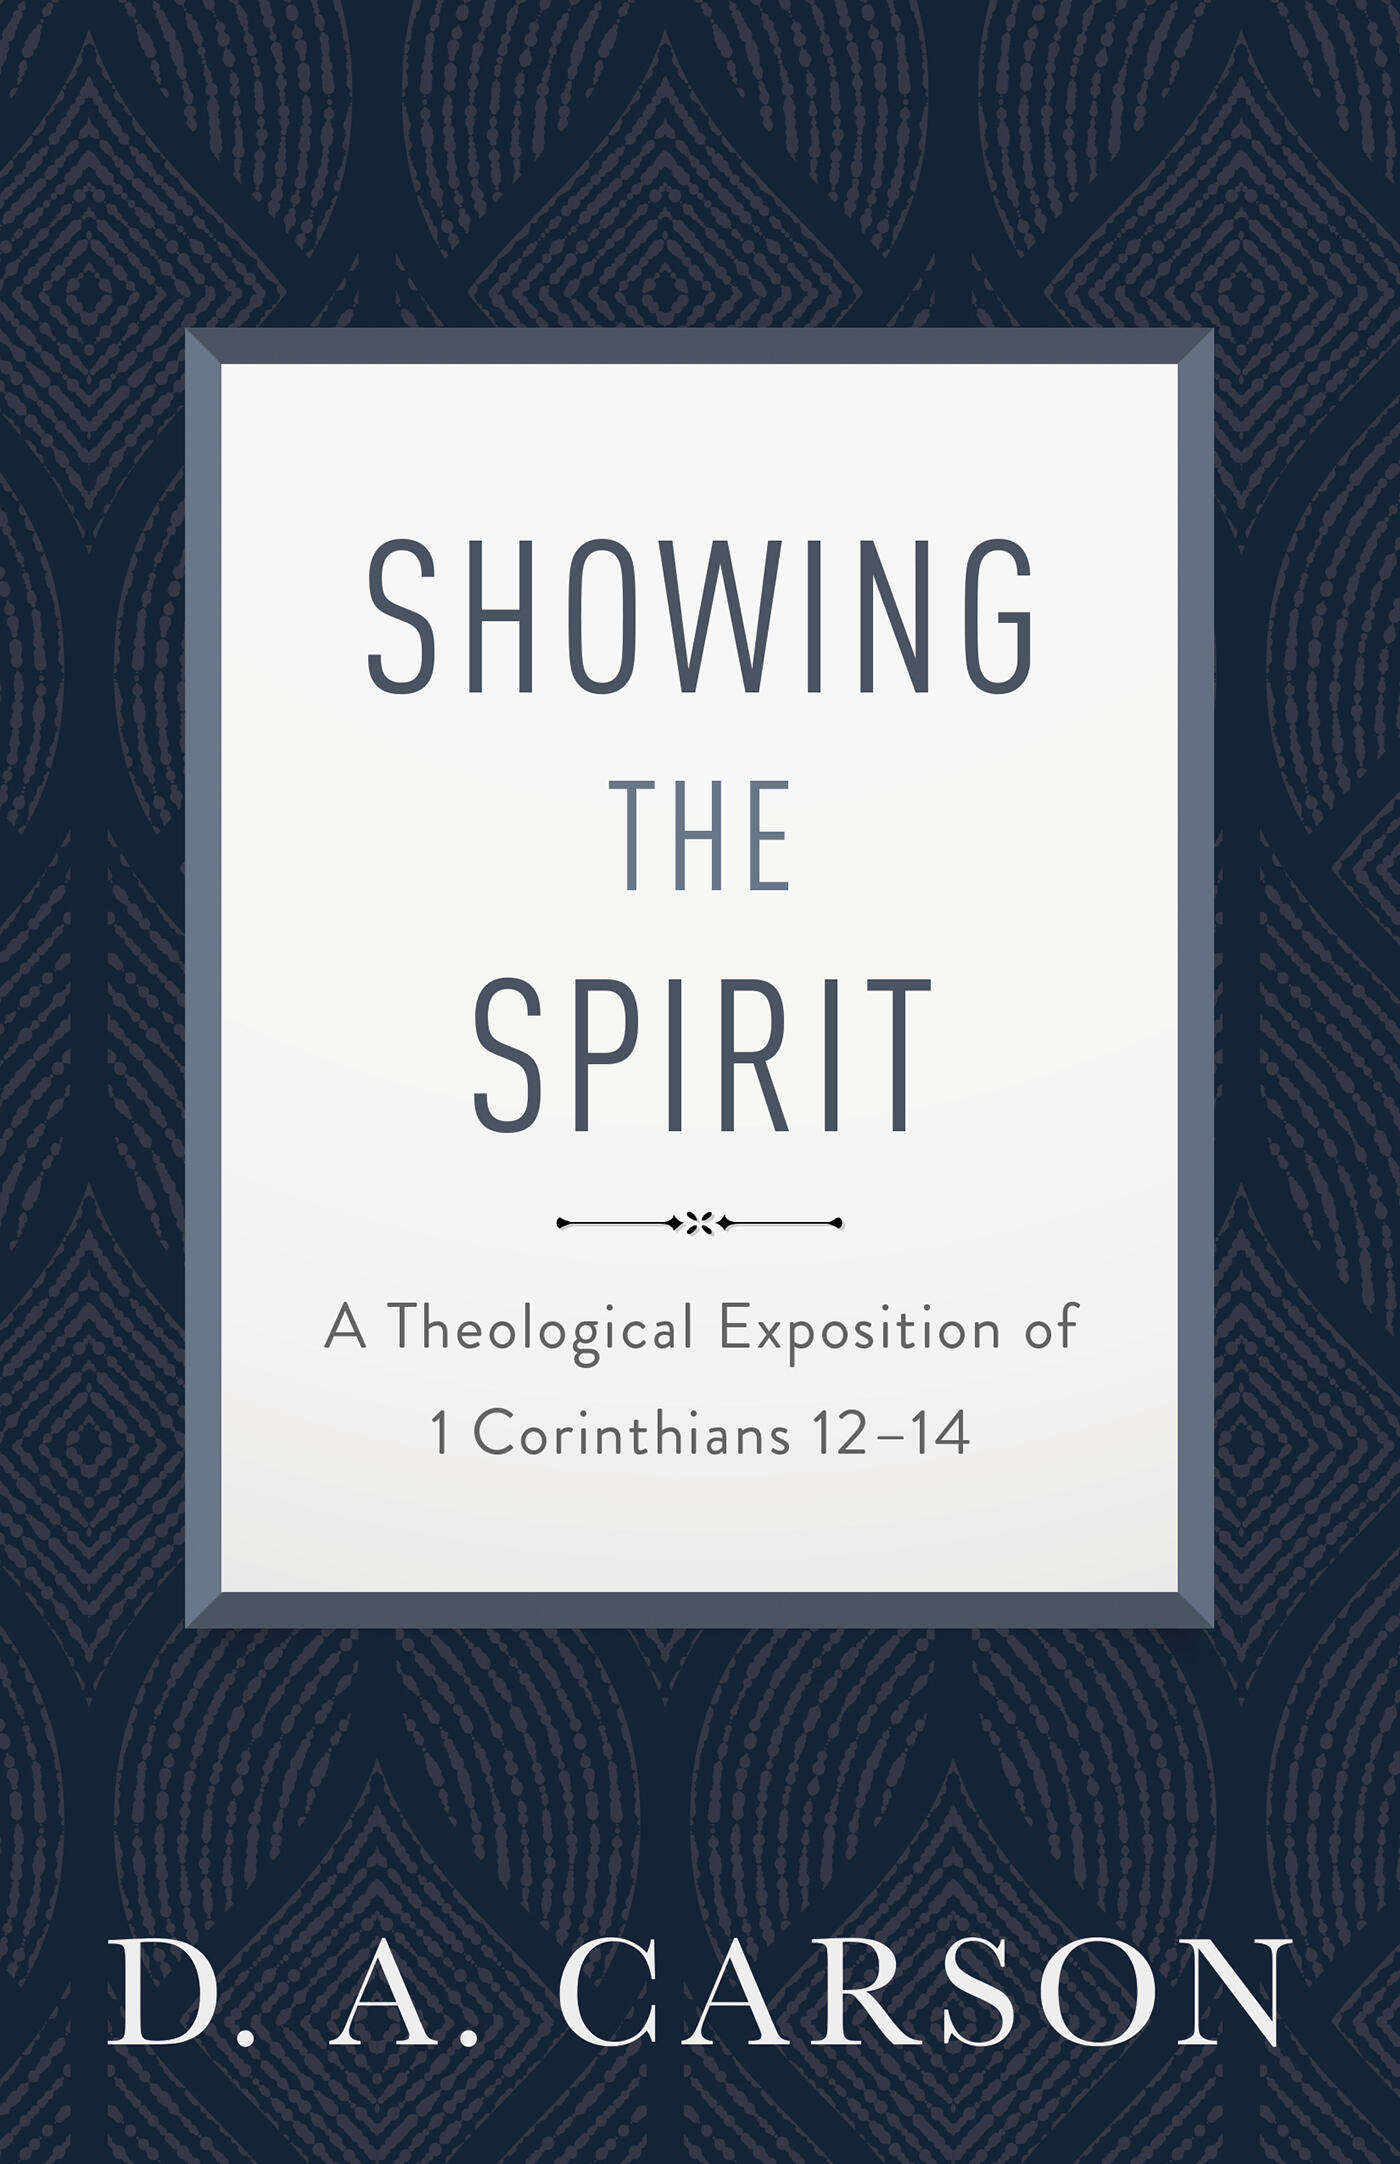 SHOWING
THE
SPIRIT
A Theological Exposition of
1 Corinthians 12–14
D. A. CARSON